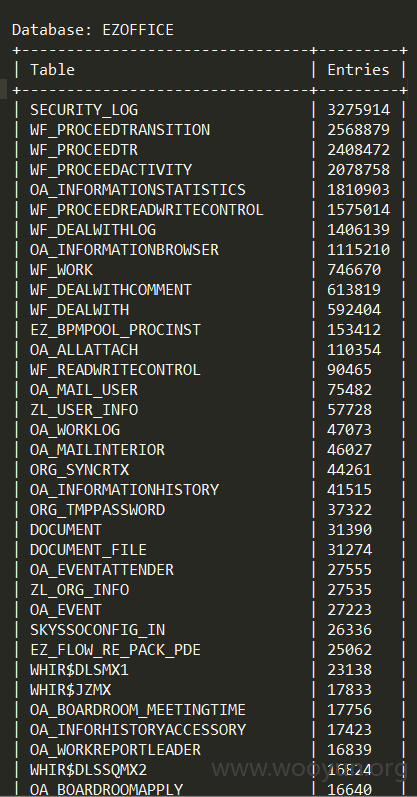 Database: EZOFFICE
+--------------------------------+---------+
| Table | Entries |
+--------------------------------+---------+
| SECURITY_LOG | 3275914 |
| WF_PROCEEDTRANSITION | 2568879 |
| WF_PROCEEDTR | 2408472 |
| WF_PROCEEDACTIVITY | 2078758 |
| OA_INFORMATIONSTATISTICS | 1810903 |
| WF_PROCEEDREADWRITECONTROL | 1575014 |
| WF_DEALWITHLOG | 1406139 |
| OA_INFORMATIONBROWSER | 1115210 |
| WF_WORK | 746670 |
| WF_DEALWITHCOMMENT | 613819 |
| WF_DEALWITH | 592404 |
| EZ_BPMPOOL_PROCINST | 153412 |
| OA_ALLATTACH | 110354 |
| WF_READWRITECONTROL | 90465 |
| OA_MAIL_USER | 75482 |
| ZL_USER_INFO | 57728 |
| OA_WORKLOG | 47073 |
| OA_MAILINTERIOR | 46027 |
| ORG_SYNCRTX | 44261 |
| OA_INFORMATIONHISTORY | 41515 |
| ORG_TMPPASSWORD | 37322 |
| DOCUMENT | 31390 |
| DOCUMENT_FILE | 31274 |
| OA_EVENTATTENDER | 27555 |
| ZL_ORG_INFO | 27535 |
| OA_EVENT | 27223 |
| SKYSSOCONFIG_IN | 26336 |
| EZ_FLOW_RE_PACK_PDE | 25062 |
| WHIR$DLSMX1 | 23138 |
| WHIR$JZMX | 17833 |
| OA_BOARDROOM_MEETINGTIME | 17756 |
| OA_INFORHISTORYACCESSORY | 17423 |
| OA_WORKREPORTLEADER | 16839 |
| WHIR$DLSSQMX2 | 16824 |
| OA_BOARDROOMAPPLY | 16640 |
www.wooyun.org